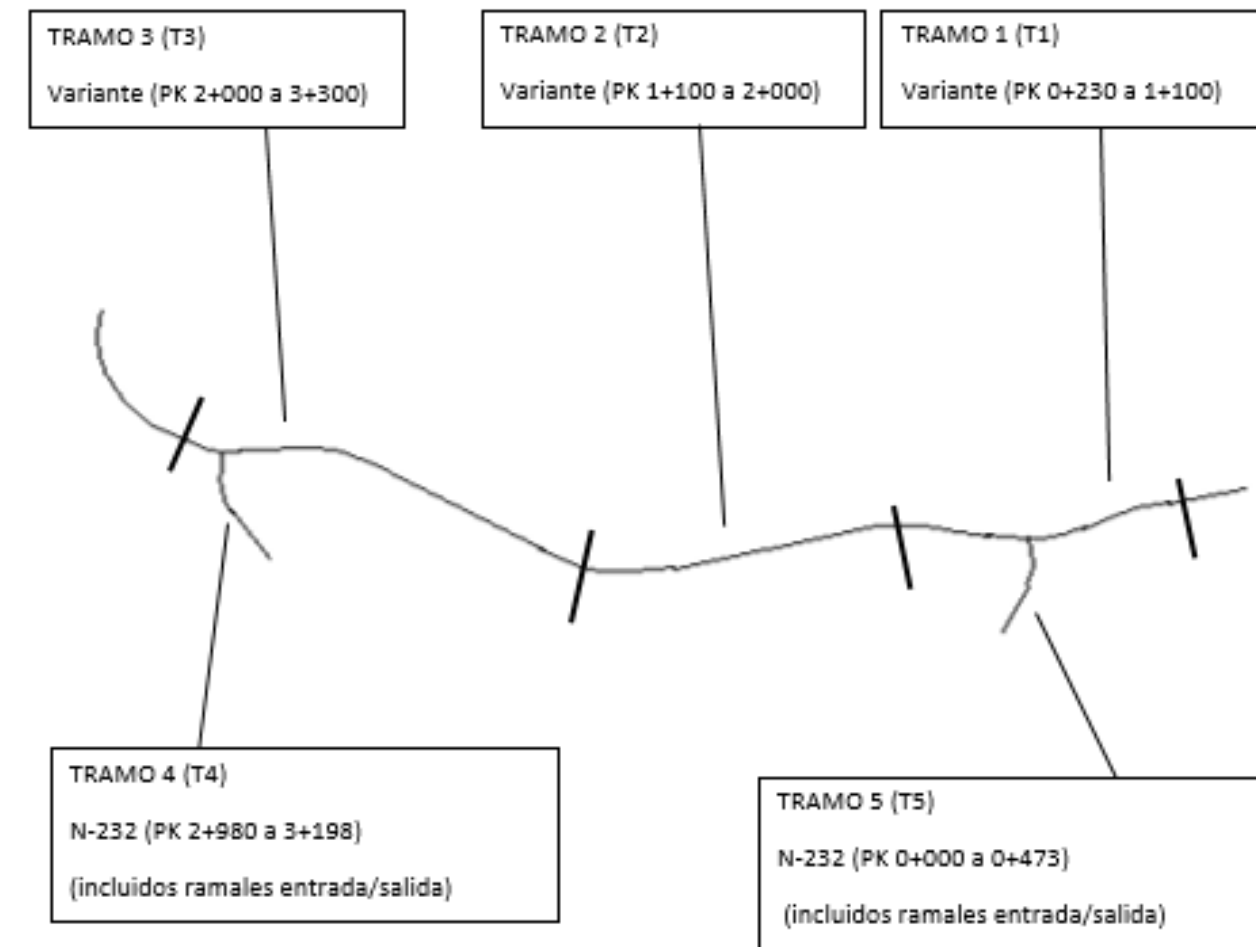 TRAMO 3 (T3)
Variante (PK 2+000 a 3+300)
TRAMO 2 (T2)
Variante (PK 1+100 a 2+000)
TRAMO 1 (T1)
Variante (PK 0+230 a 1+100)
TRAMO 4 (T4)
N-232 (PK 2+980 a 3+198)
(incluidos ramales entrada/salida)
TRAMO 5 (T5)
N-232 (PK 0+000 a 0+473)
(incluidos ramales entrada/salida)